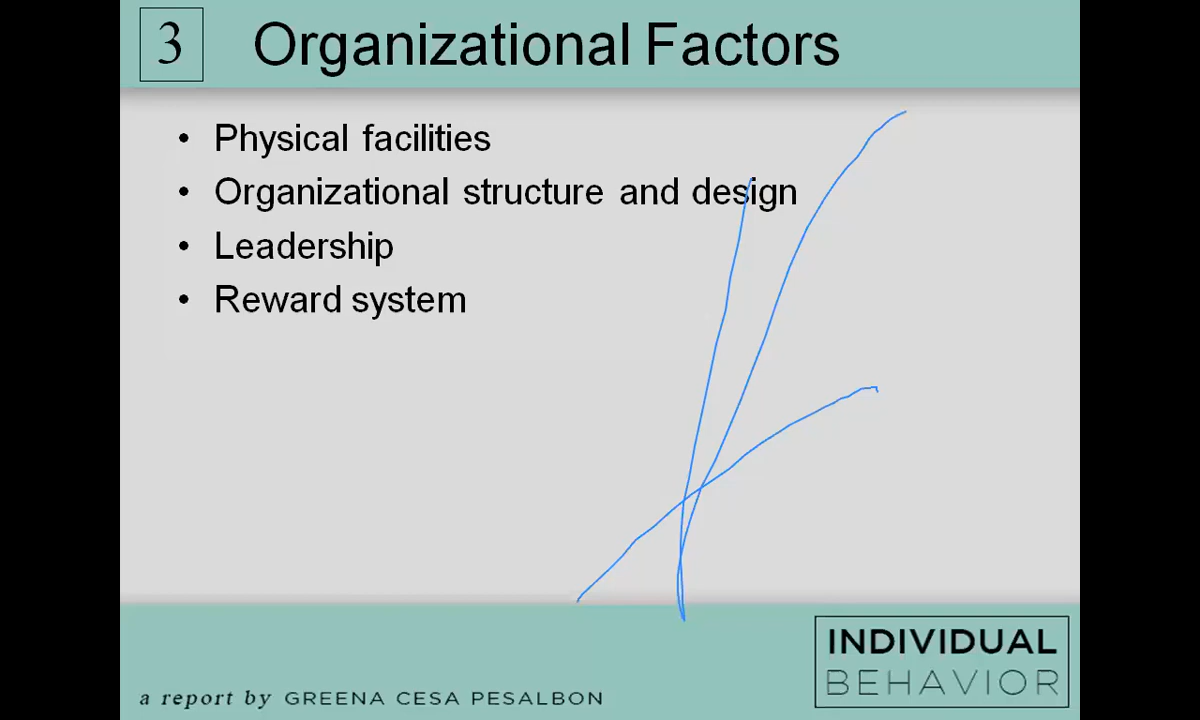 3 Organizational Factors
• Physical facilities
• Organizational structure and design
• Leadership
• Reward system
INDIVIDUAL
BEHAVIOR
a report by GREENA CESA PESALBON